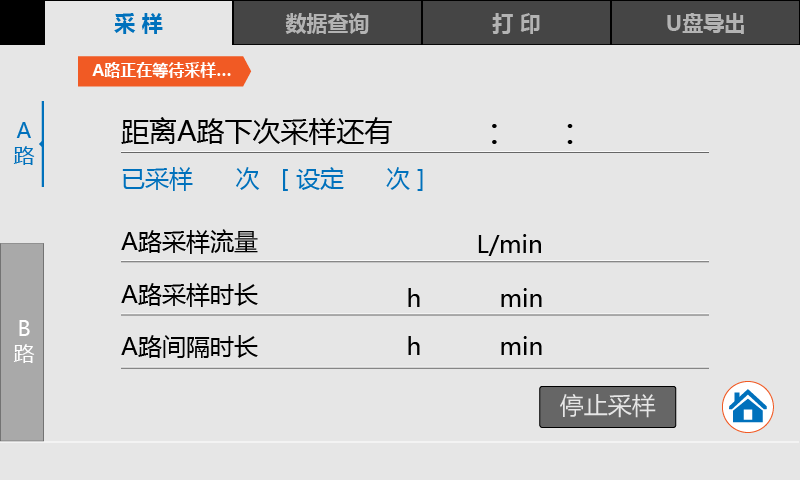 采样 数据查询 打印 U盘导出
A路正在等待采样...
A路
距离A路下次采样还有 : :
已采样 次 [ 设定 次 ]
A路采样流量 L/min
A路采样时长 h min
B路
A路间隔时长 h min
停止采样